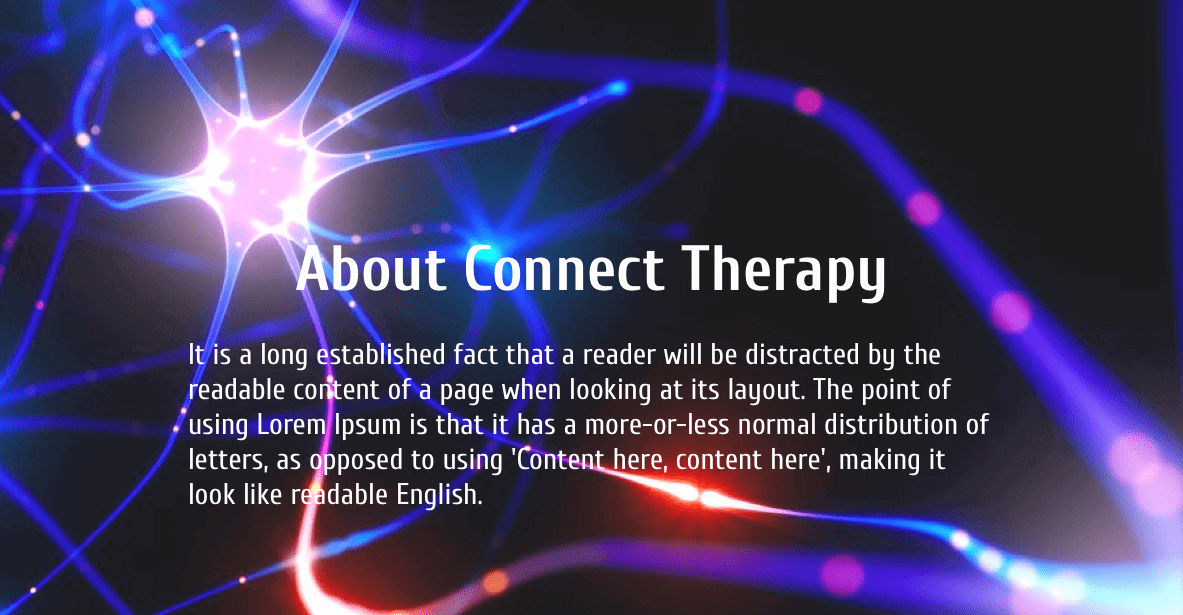 About Connect Therapy
It is a long established fact that a reader will be distracted by the
readable content of a page when looking at its layout. The point of
using Lorem Ipsum is that it has a more-or-less normal distribution of
letters, as opposed to using 'Content here, content here', making it
look like readable English.